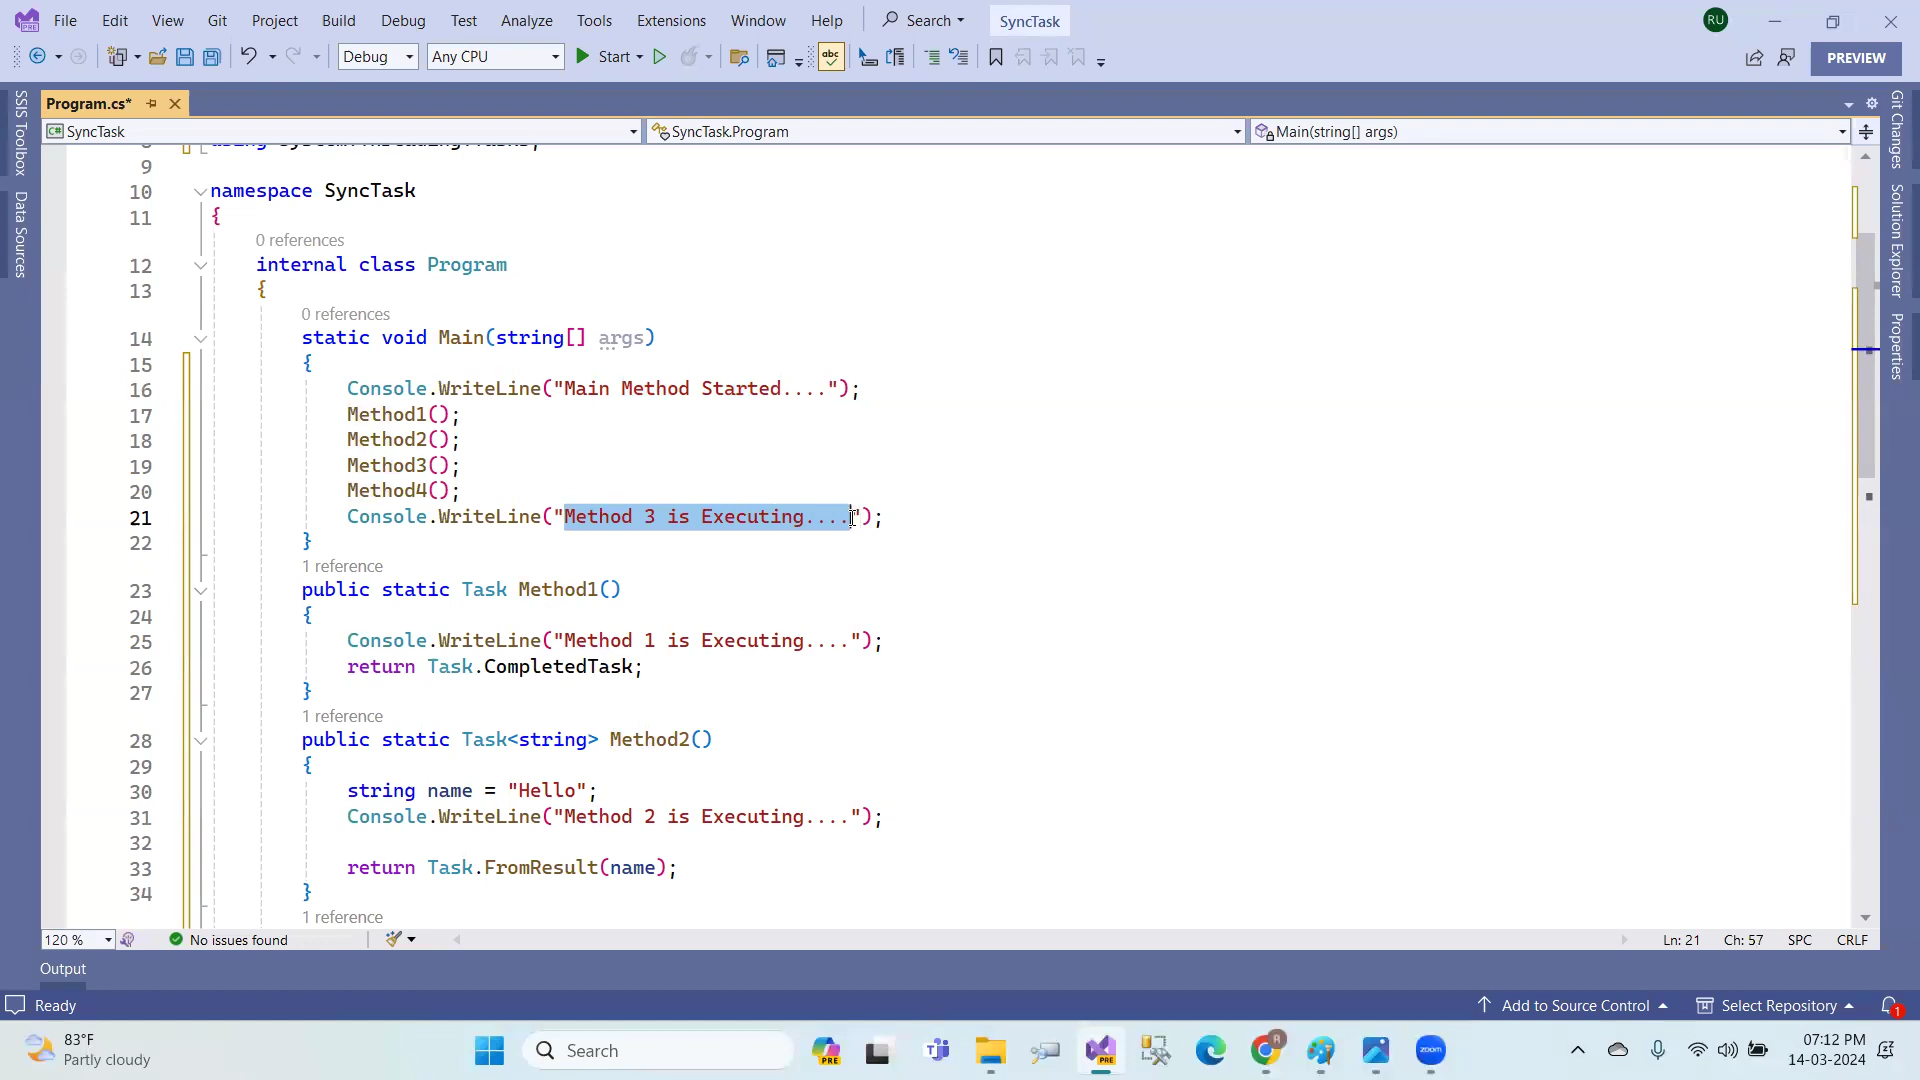 File Edit View Git Project Build Debug Test Analyze Tools Extensions Window Help Search SyncTask RU
Debug Any CPU Start abc PREVIEW
Program.cs*
SyncTask SyncTask.Program Main(string[] args)
SSIS Toolbox
Data Sources
Git Changes
Solution Explorer
Properties
9
10 namespace SyncTask
11 {
0 references
12 internal class Program
13 {
0 references
14 static void Main(string[] args)
15 {
16 Console.WriteLine("Main Method Started....");
17 Method1();
18 Method2();
19 Method3();
20 Method4();
21 Console.WriteLine("Method 3 is Executing....");
22 }
1 reference
23 public static Task Method1()
24 {
25 Console.WriteLine("Method 1 is Executing....");
26 return Task.CompletedTask;
27 }
1 reference
28 public static Task<string> Method2()
29 {
30 string name = "Hello";
31 Console.WriteLine("Method 2 is Executing....");
32
33 return Task.FromResult(name);
34 }
1 reference
120 % No issues found Ln: 21 Ch: 57 SPC CRLF
Output
Ready Add to Source Control Select Repository 1
83°F
Partly cloudy
Search PRE R PRE zoom
07:12 PM
14-03-2024